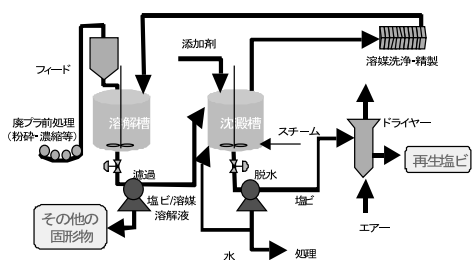 添加剤
フィード
溶媒洗浄・精製
廃プラ前処理
(粉砕・濃縮等)
溶解槽
沈澱槽
スチーム
ドライヤー
再生塩ビ
濾過
脱水
塩ビ/溶媒
溶解液
塩ビ
その他の
固形物
エアー
水
処理